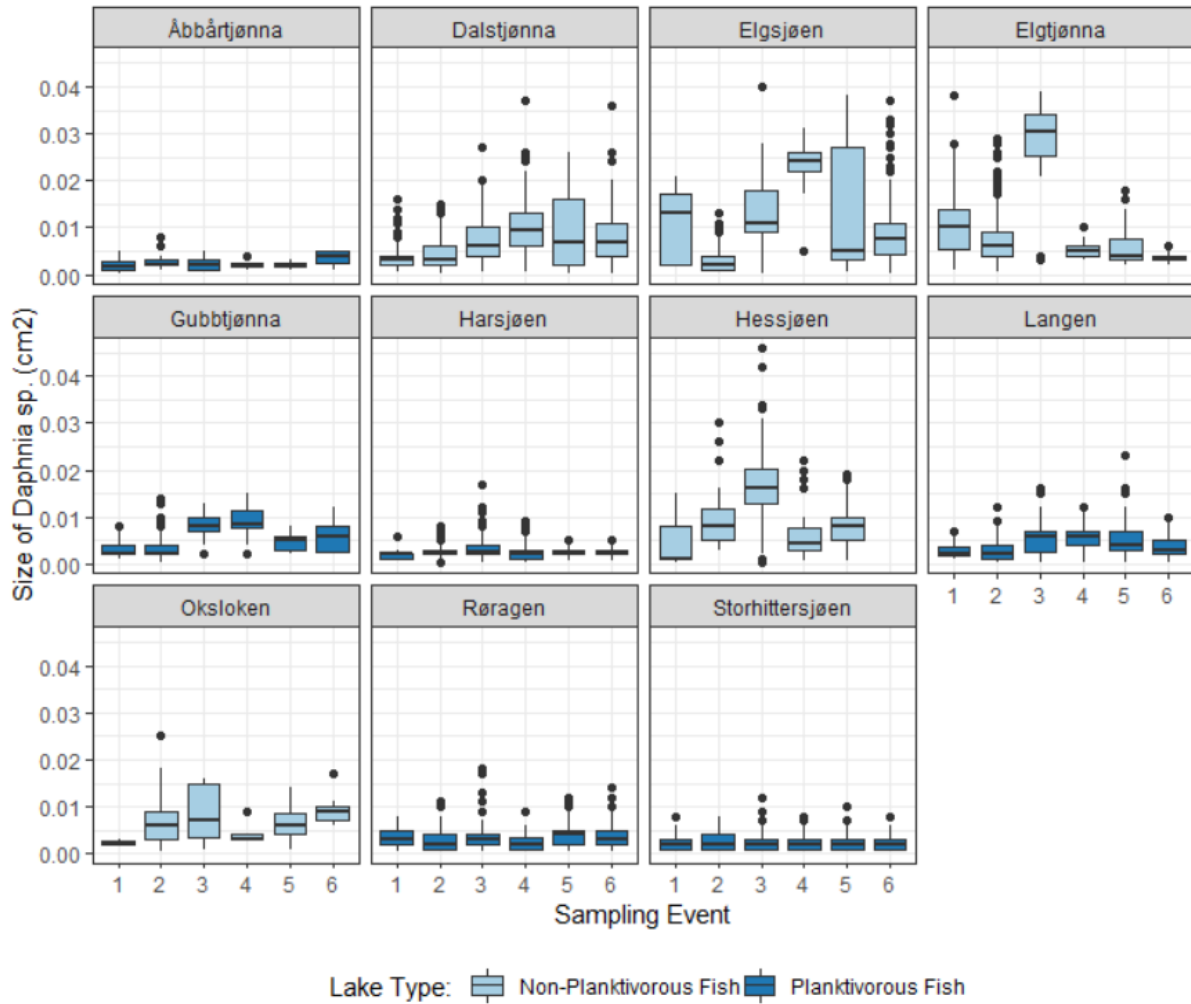 Åbbårtjønna Dalstjønna Elgsjøen Elgtjønna
0.04
0.03
0.02
0.01
0.00
Gubbtjønna Harsjøen Hessjøen Langen
0.04
0.03
0.02
0.01
0.00
1 2 3 4 5 6
Size of Daphnia sp. (cm2)
Oksloken Røragen Storhittersjøen
0.04
0.03
0.02
0.01
0.00
1 2 3 4 5 6 1 2 3 4 5 6 1 2 3 4 5 6
Sampling Event
Lake Type: Non-Planktivorous Fish Planktivorous Fish